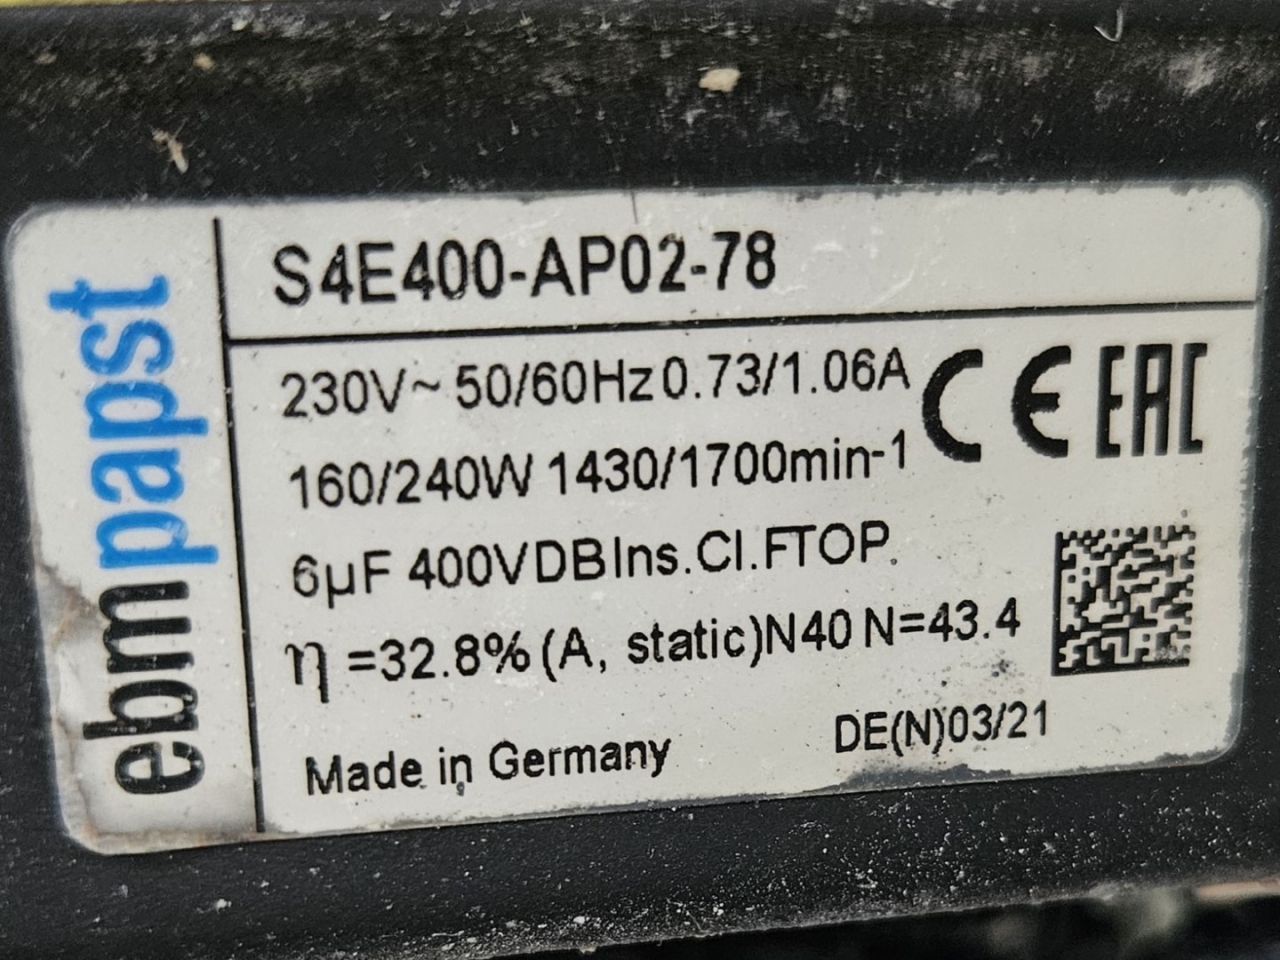 ebmpapst
S4E400-AP02-78
230V~ 50/60Hz 0.73/1.06A
CE EAC
160/240W 1430/1700min-1
6µF 400VDB Ins.Cl.F TOP.
η =32.8% (A, static)N40 N=43.4
DE(N)03/21
Made in Germany